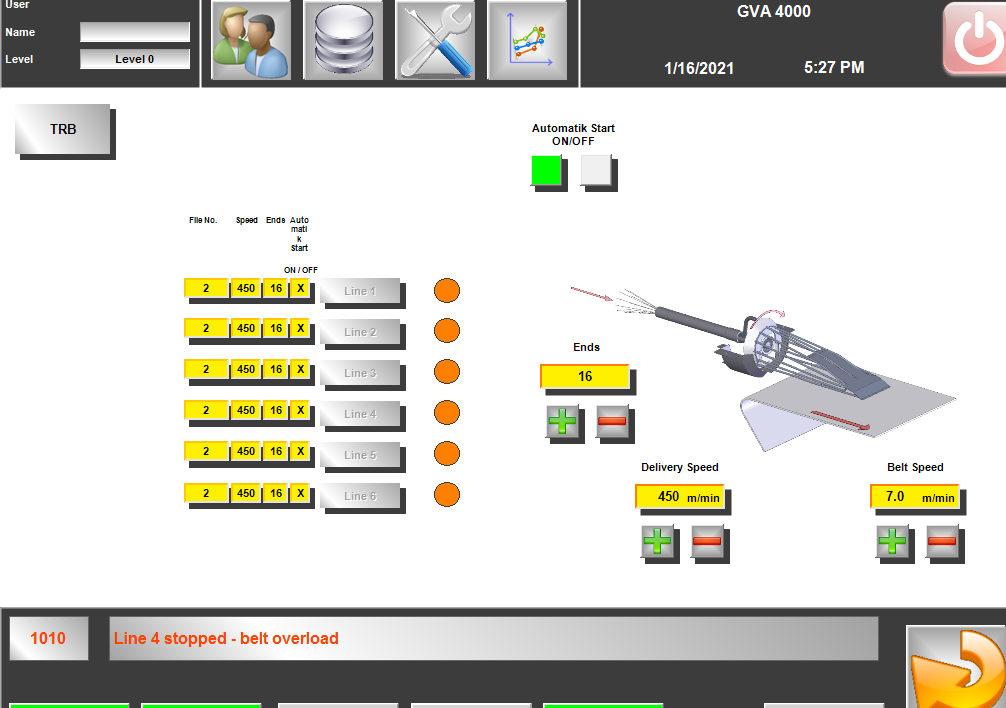 User
Name
Level
Level 0
GVA 4000
1/16/2021
5:27 PM
TRB
Automatik Start
ON/OFF
File No.
Speed
Ends
Auto
mati
k
Start
ON / OFF
2 450 16 X Line 1
2 450 16 X Line 2
2 450 16 X Line 3
2 450 16 X Line 4
2 450 16 X Line 5
2 450 16 X Line 6
Ends
16
Delivery Speed
450 m/min
Belt Speed
7.0 m/min
1010
Line 4 stopped - belt overload